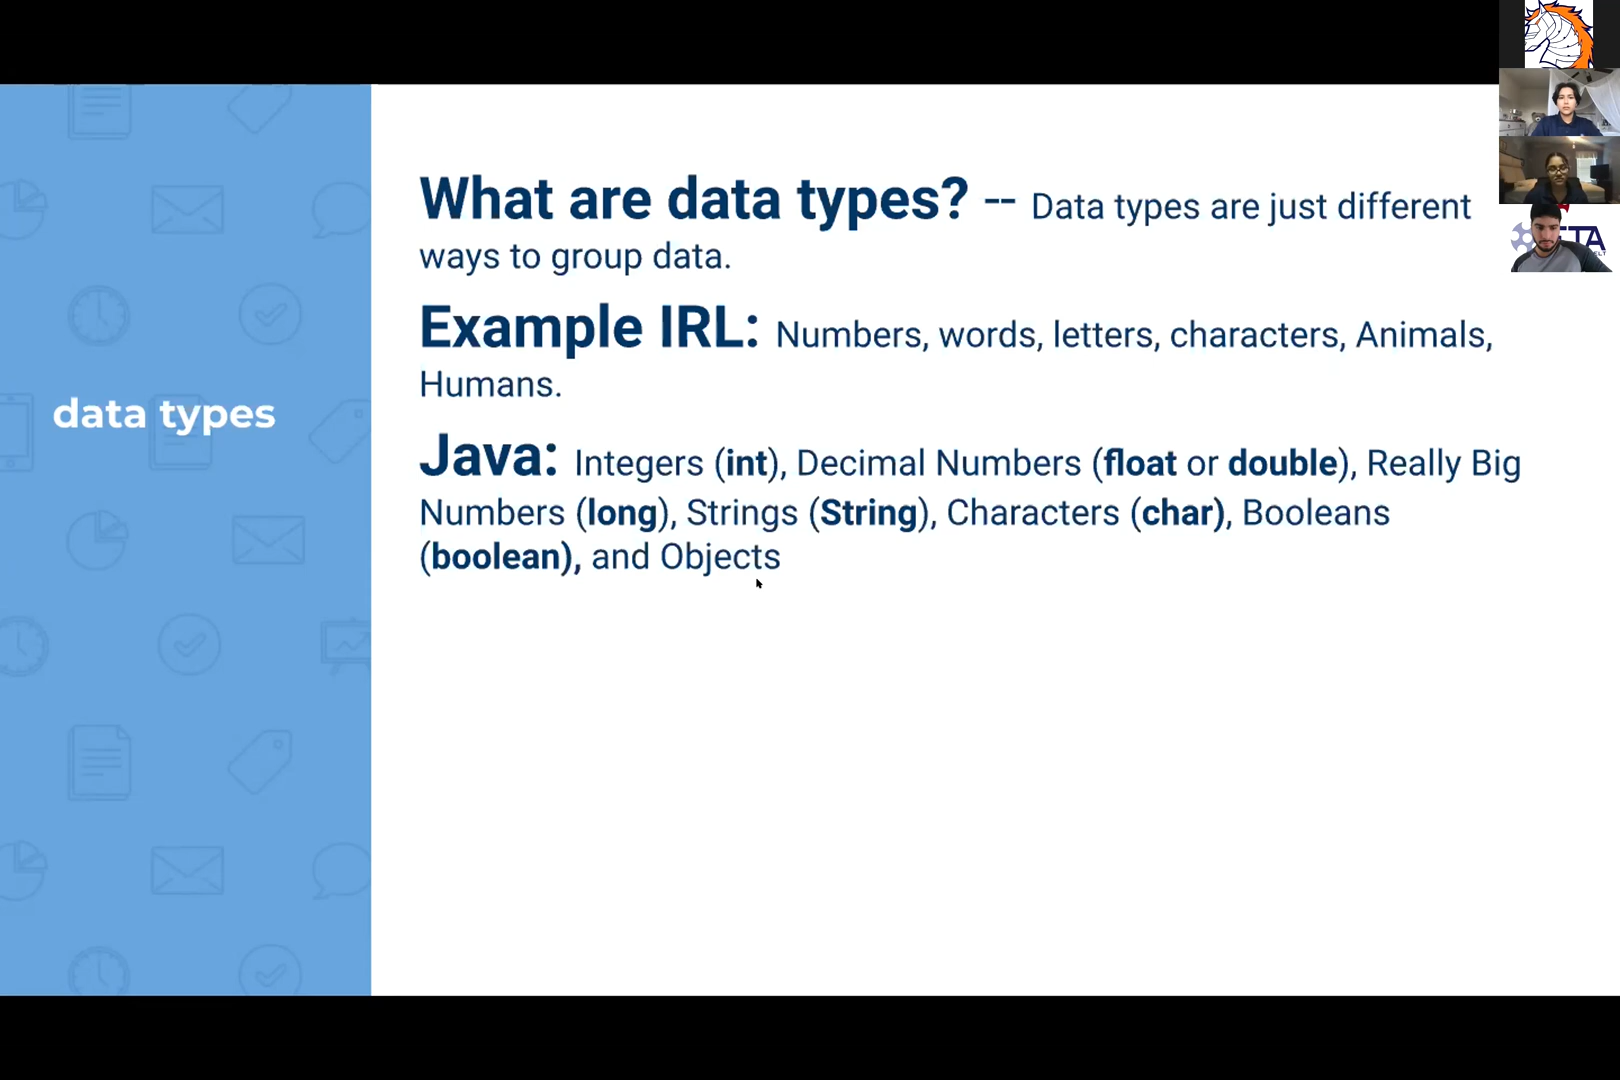 data types
What are data types? -- Data types are just different
ways to group data.
Example IRL: Numbers, words, letters, characters, Animals,
Humans.
Java: Integers (int), Decimal Numbers (float or double), Really Big
Numbers (long), Strings (String), Characters (char), Booleans
(boolean), and Objects